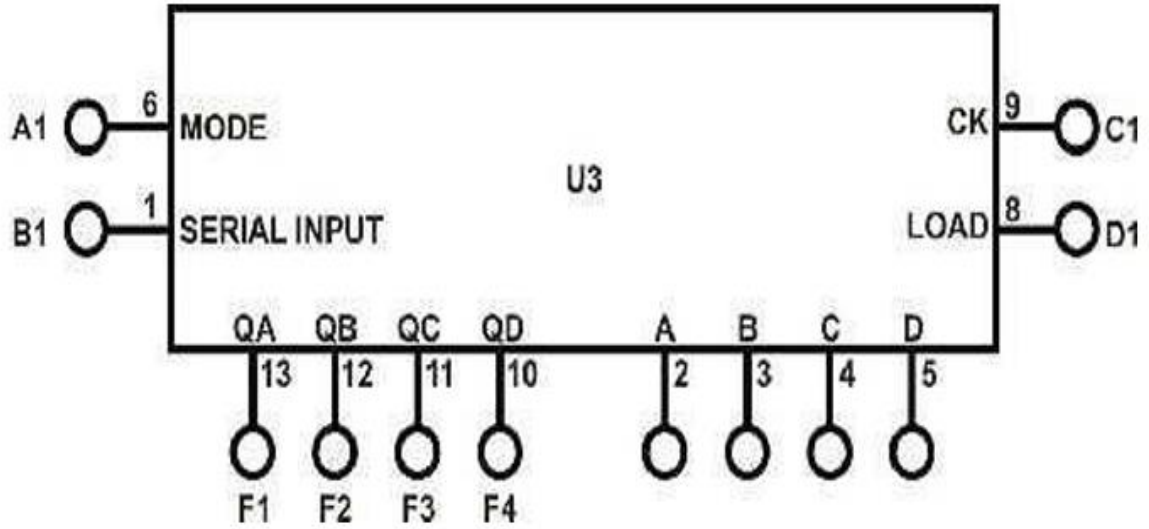 6
A1 MODE
CK 9 C1
U3
1
B1 SERIAL INPUT
LOAD 8 D1
QA QB QC QD A B C D
13 12 11 10 2 3 4 5
F1 F2 F3 F4